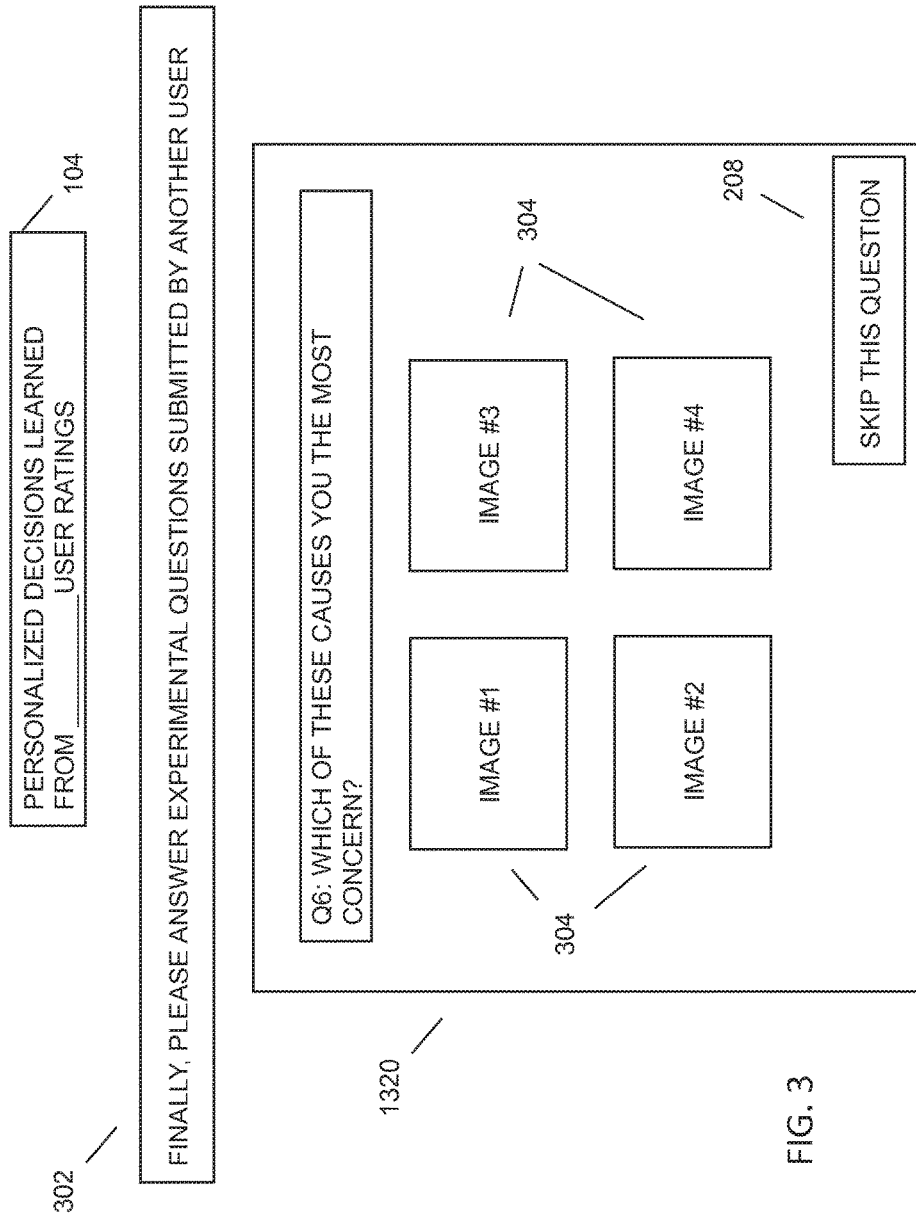 PERSONALIZED DECISIONS LEARNED
FROM ______ USER RATINGS
104
302
FINALLY, PLEASE ANSWER EXPERIMENTAL QUESTIONS SUBMITTED BY ANOTHER USER
1320
Q6: WHICH OF THESE CAUSES YOU THE MOST
CONCERN?
304
IMAGE #1
IMAGE #3
304
IMAGE #2
IMAGE #4
208
SKIP THIS QUESTION
FIG. 3